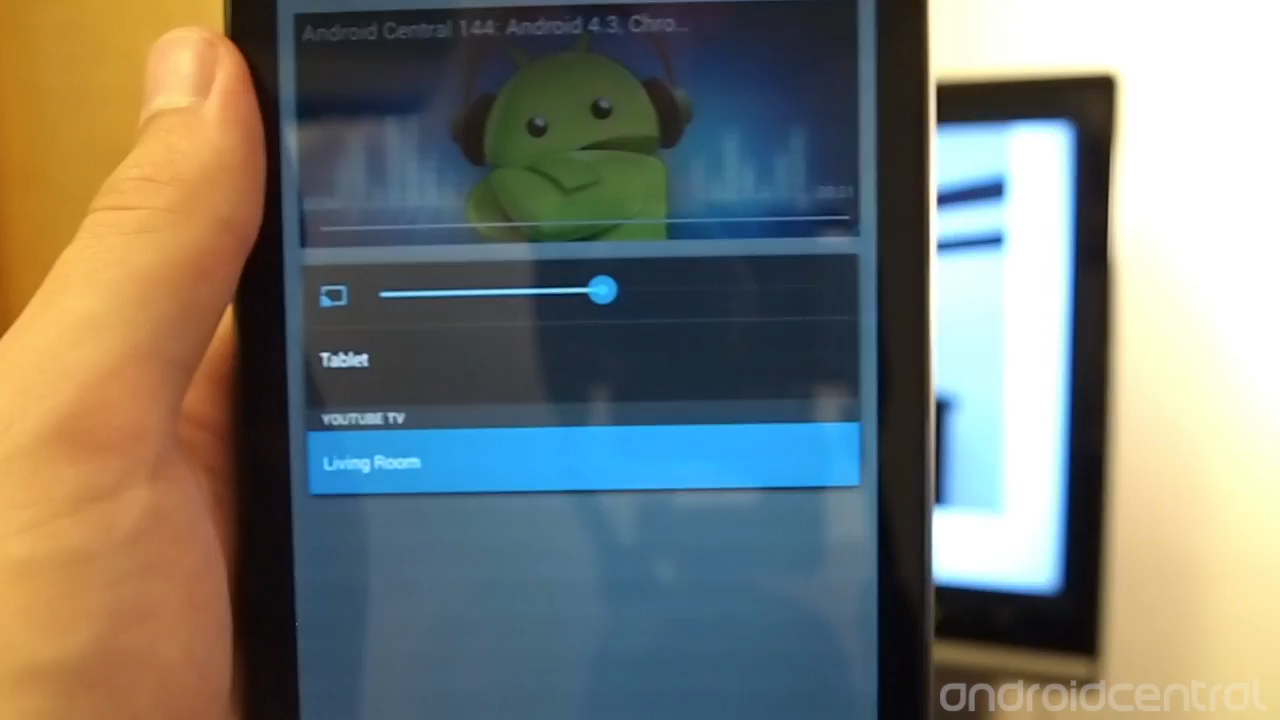 Android Central 144: Android 4.3, Chro...
Tablet
YOUTUBE TV
Living Room
androidcentral